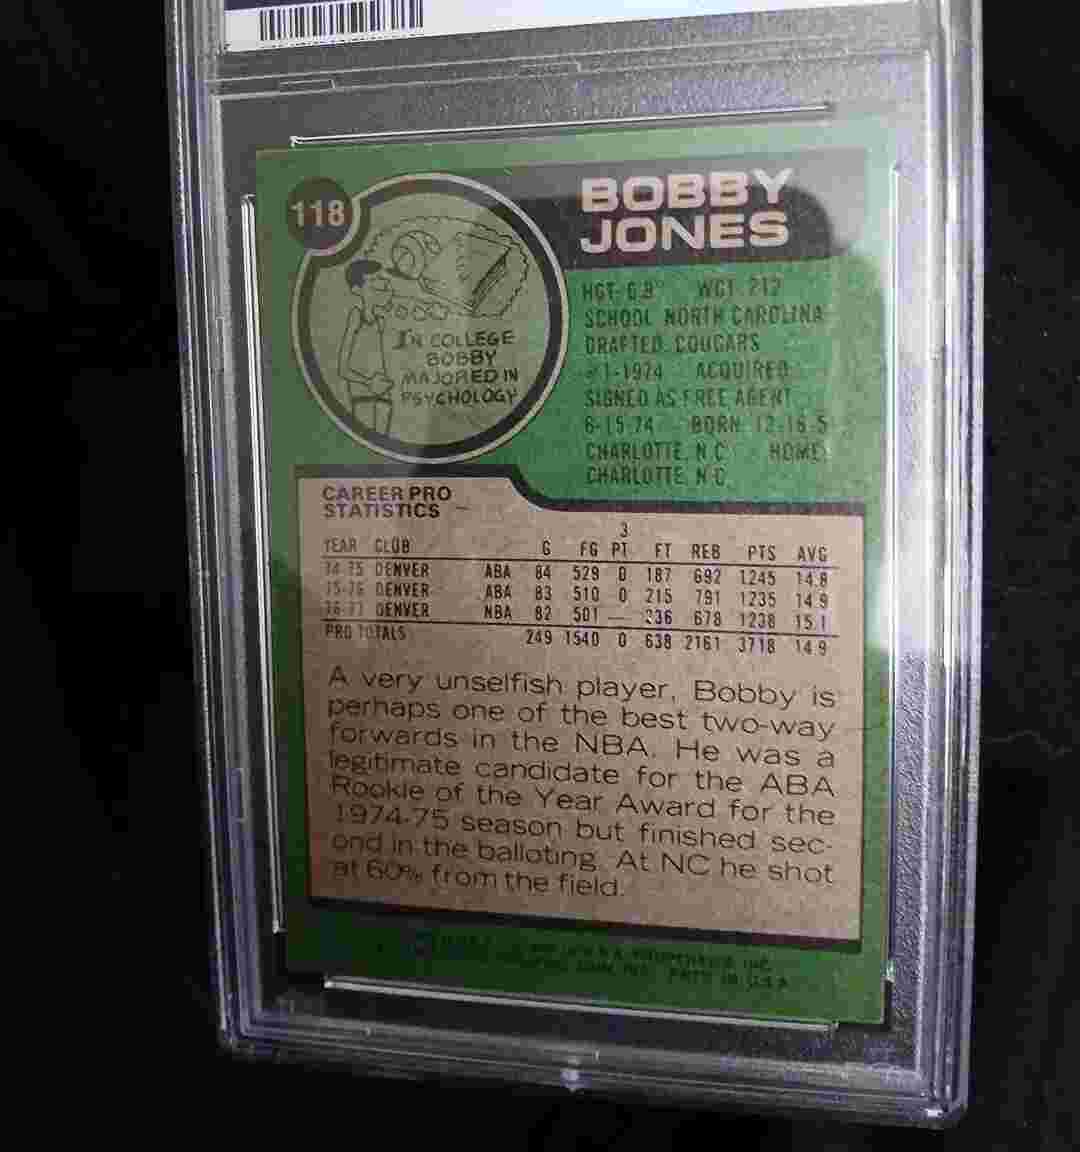 118
BOBBY
JONES
IN COLLEGE
BOBBY
MAJORED IN
PSYCHOLOGY
HGT: 6'9" WGT: 212
SCHOOL: NORTH CAROLINA
DRAFTED: COUGARS
#1-1974 ACQUIRED:
SIGNED AS FREE AGENT
6-15-74 BORN: 12-18-5
CHARLOTTE, N.C. HOME:
CHARLOTTE, N.C.
CAREER PRO
STATISTICS
YEAR CLUB G FG 3 PT. FT REB PTS AVG
74-75 DENVER ABA 84 529 0 187 692 1245 14.8
75-76 DENVER ABA 83 510 0 215 791 1235 14.9
76-77 DENVER NBA 82 501 — 236 678 1238 15.1
PRO TOTALS 249 1540 0 638 2161 3718 14.9
A very unselfish player, Bobby is
perhaps one of the best two-way
forwards in the NBA. He was a
legitimate candidate for the ABA
Rookie of the Year Award for the
1974-75 season but finished sec-
ond in the balloting. At NC he shot
at 60% from the field.
INC.
PRTD. IN U.S.A.